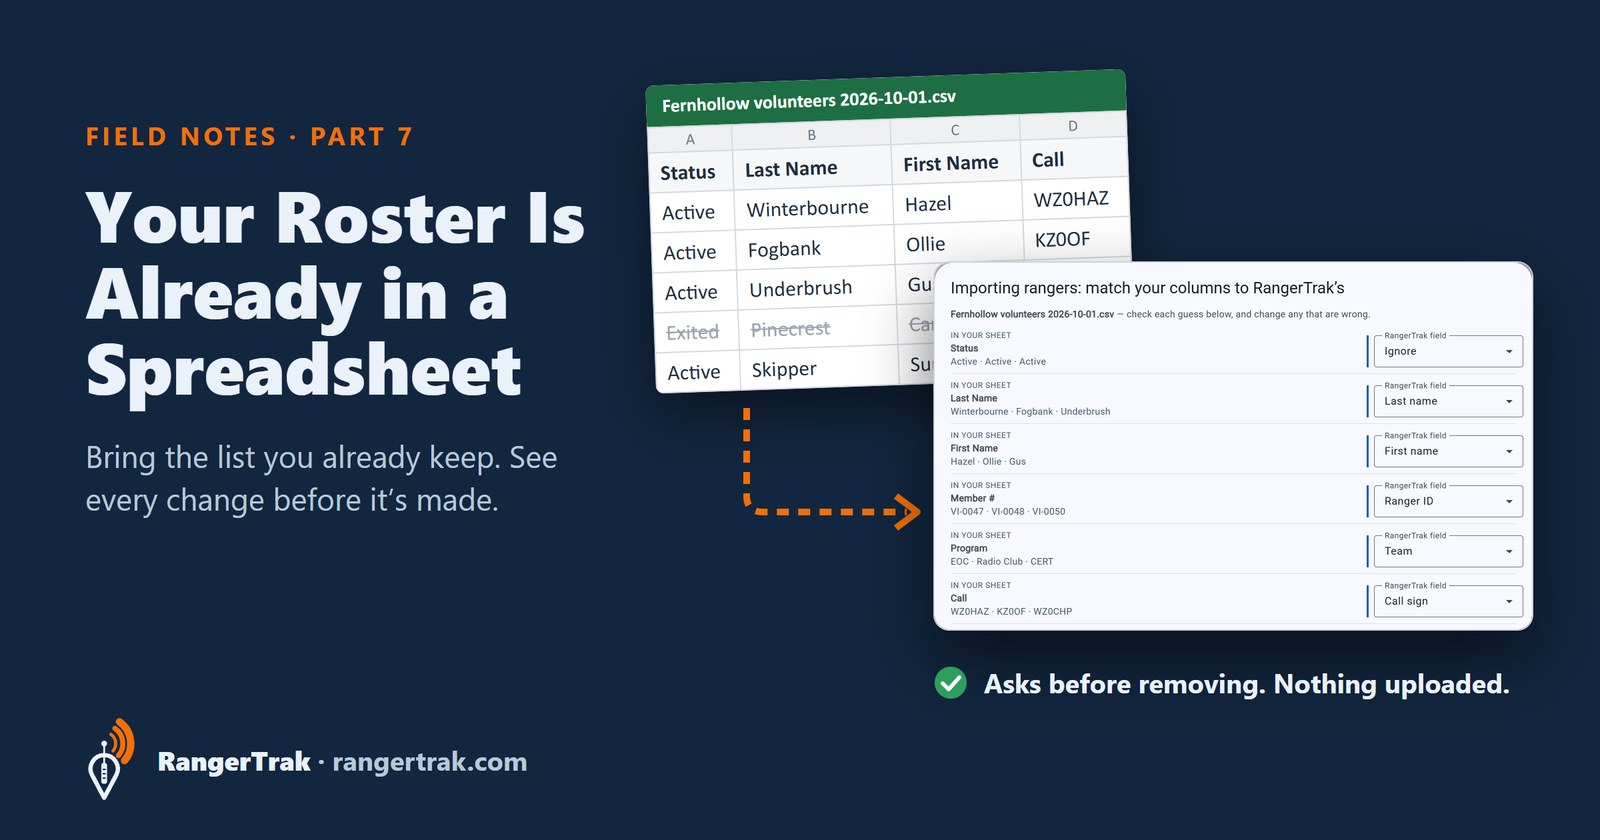 FIELD NOTES · PART 7
Your Roster Is
Already in a
Spreadsheet
Bring the list you already keep. See
every change before it’s made.
Fernhollow volunteers 2026-10-01.csv
A B C D
Status Last Name First Name Call
Active Winterbourne Hazel WZ0HAZ
Active Fogbank Ollie KZ0OF
Active Underbrush Gu
Exited Pinecrest Ca
Active Skipper Su
Importing rangers: match your columns to RangerTrak’s
Fernhollow volunteers 2026-10-01.csv — check each guess below, and change any that are wrong.
IN YOUR SHEET
Status
Active · Active · Active
RangerTrak field
Ignore
IN YOUR SHEET
Last Name
Winterbourne · Fogbank · Underbrush
RangerTrak field
Last name
IN YOUR SHEET
First Name
Hazel · Ollie · Gus
RangerTrak field
First name
IN YOUR SHEET
Member #
VI-0047 · VI-0048 · VI-0050
RangerTrak field
Ranger ID
IN YOUR SHEET
Program
EOC · Radio Club · CERT
RangerTrak field
Team
IN YOUR SHEET
Call
WZ0HAZ · KZ0OF · WZ0CHP
RangerTrak field
Call sign
Asks before removing. Nothing uploaded.
RangerTrak · rangertrak.com